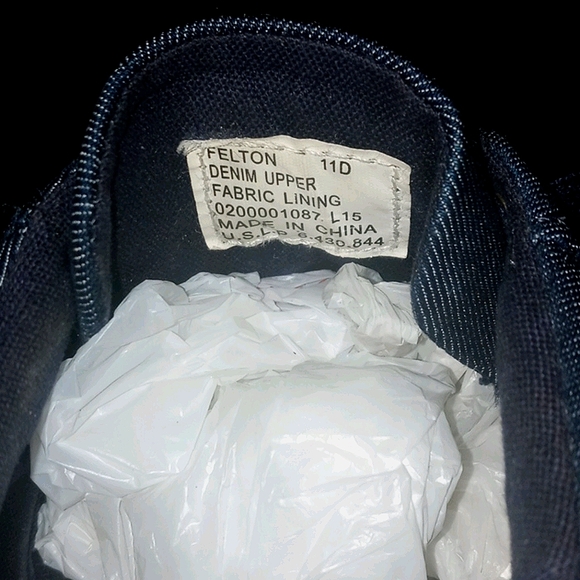 FELTON 11D
DENIM UPPER
FABRIC LINING
0200001087 L15
MADE IN CHINA
U.S.L.P. 6,430,844